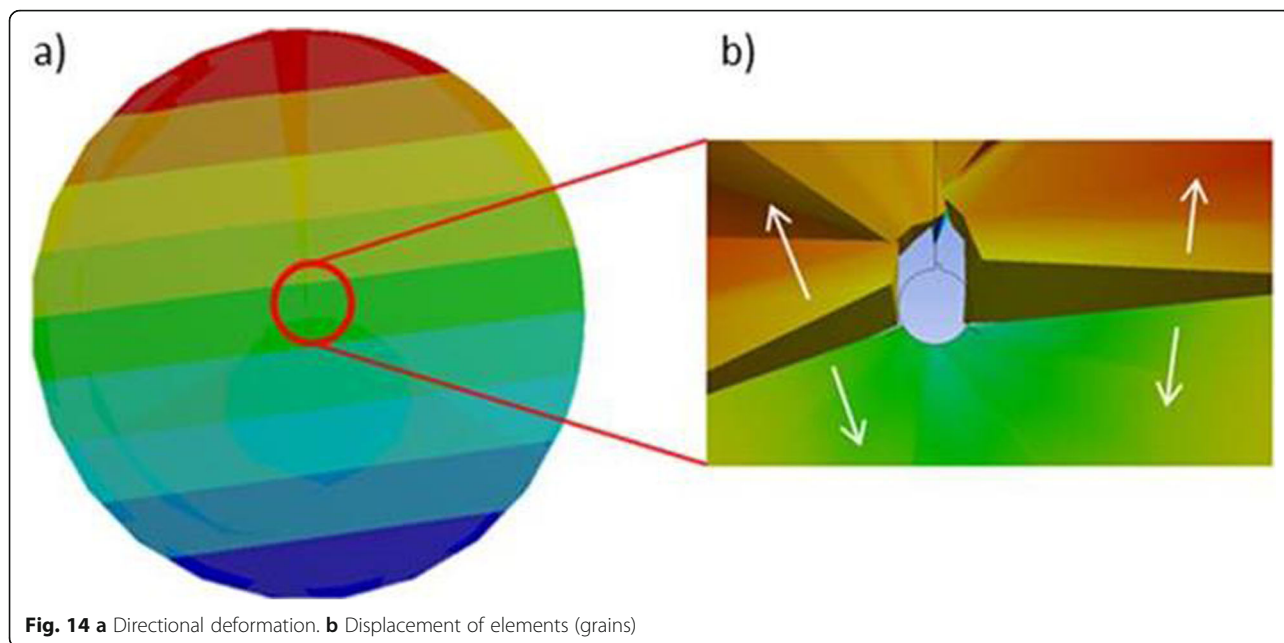 a)
b)
Fig. 14 a Directional deformation. b Displacement of elements (grains)